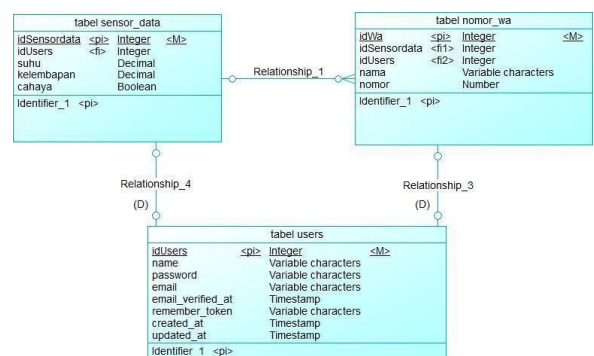 tabel sensor_data
idSensordata <pi> Integer <M>
idUsers <fi> Integer
suhu Decimal
kelembapan Decimal
cahaya Boolean
Identifier_1 <pi>
Relationship_1
tabel nomor_wa
idWa <pi> Integer <M>
idSensordata <fi1> Integer
idUsers <fi2> Integer
nama Variable characters
nomor Number
Identifier_1 <pi>
Relationship_4
(D)
Relationship_3
(D)
tabel users
idUsers <pi> Integer <M>
name Variable characters
password Variable characters
email Variable characters
email_verified_at Timestamp
remember_token Variable characters
created_at Timestamp
updated_at Timestamp
Identifier_1 <pi>